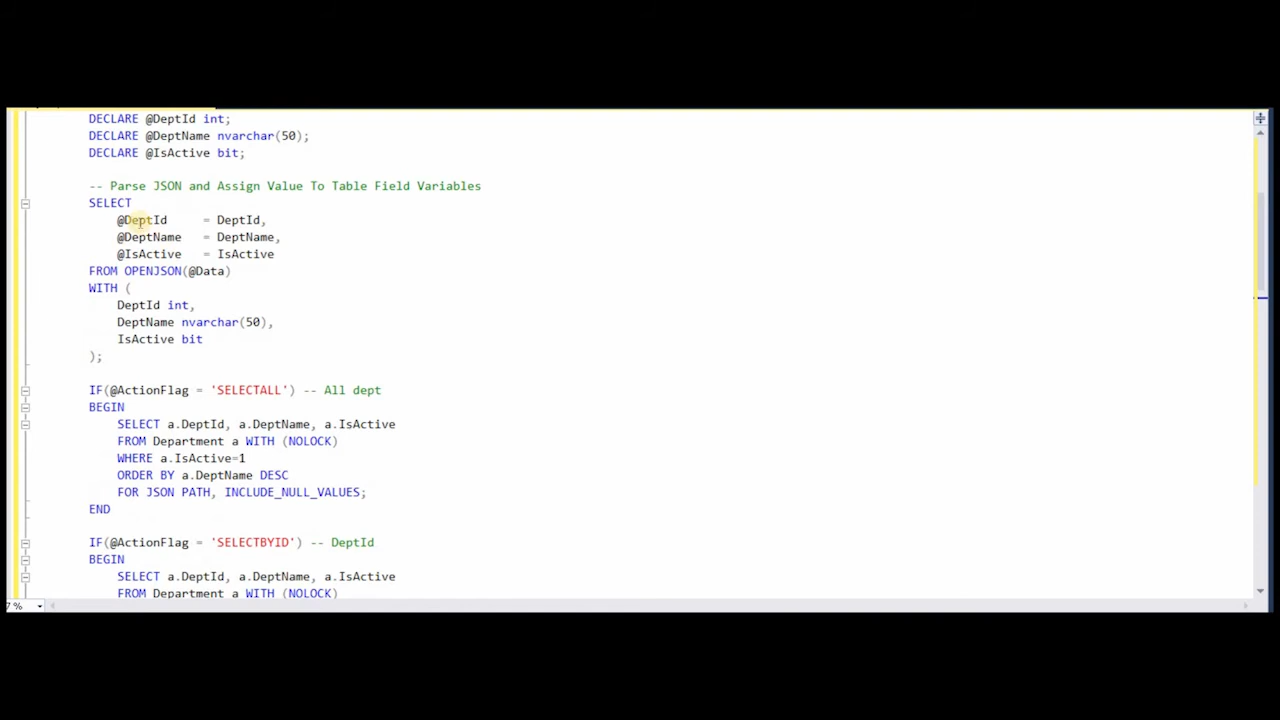 DECLARE @DeptId int;
DECLARE @DeptName nvarchar(50);
DECLARE @IsActive bit;
-- Parse JSON and Assign Value To Table Field Variables
SELECT
@DeptId = DeptId,
@DeptName = DeptName,
@IsActive = IsActive
FROM OPENJSON(@Data)
WITH (
DeptId int,
DeptName nvarchar(50),
IsActive bit
);
IF(@ActionFlag = 'SELECTALL') -- All dept
BEGIN
SELECT a.DeptId, a.DeptName, a.IsActive
FROM Department a WITH (NOLOCK)
WHERE a.IsActive=1
ORDER BY a.DeptName DESC
FOR JSON PATH, INCLUDE_NULL_VALUES;
END
IF(@ActionFlag = 'SELECTBYID') -- DeptId
BEGIN
SELECT a.DeptId, a.DeptName, a.IsActive
FROM Department a WITH (NOLOCK)
7 %